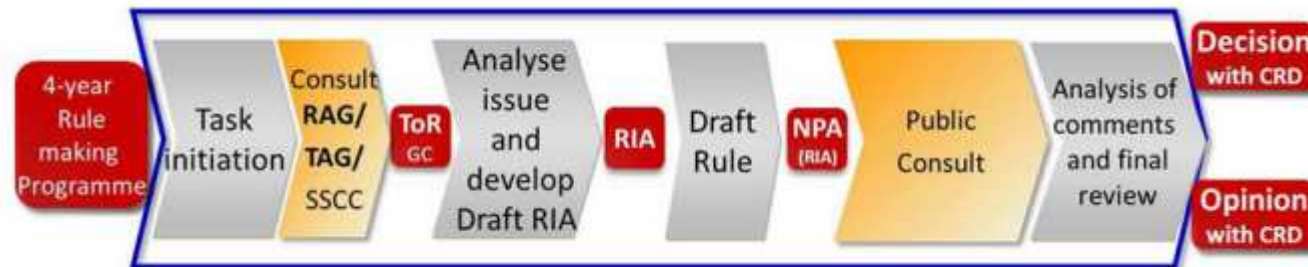 4-year
Rule
making
Programme
Task
initiation
Consult
RAG/
TAG/
SSCC
ToR
GC
Analyse
issue
and
develop
Draft RIA
RIA
Draft
Rule
NPA
(RIA)
Public
Consult
Analysis of
comments
and final
review
Decision
with CRD
Opinion
with CRD